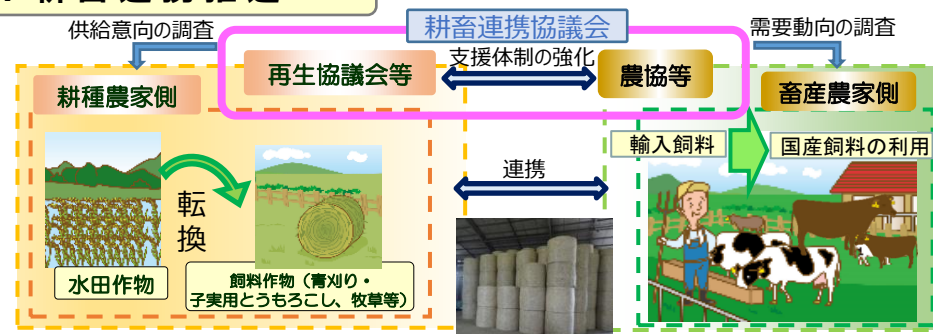 耕畜連携協議会
供給意向の調査
需要動向の調査
再生協議会等
支援体制の強化
農協等
耕種農家側
畜産農家側
輸入飼料
国産飼料の利用
連携
転換
水田作物
飼料作物（青刈り・
子実用とうもろこし、牧草等）